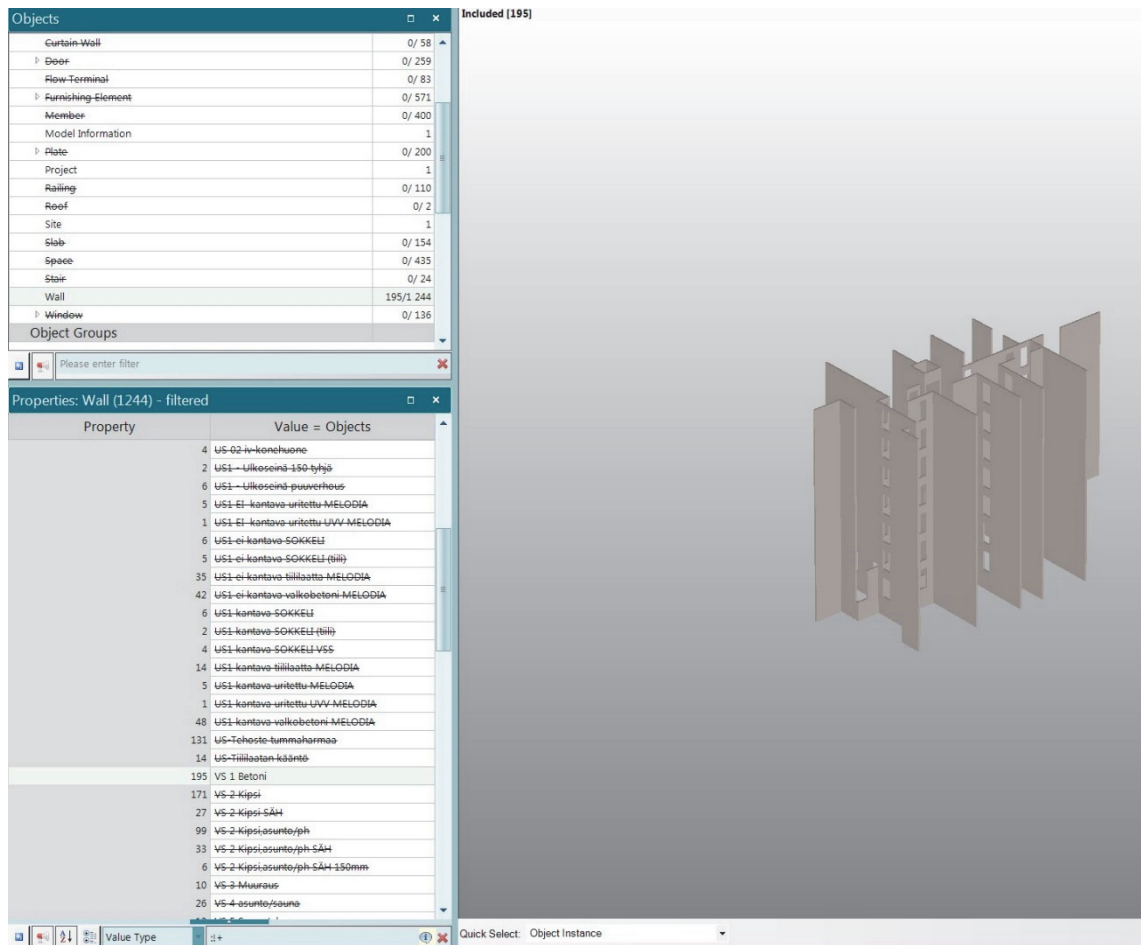 Objects
Included [195]
Curtain Wall 0/ 58
Door 0/ 259
Flow Terminal 0/ 83
Furnishing Element 0/ 571
Member 0/ 400
Model Information 1
Plate 0/ 200
Project 1
Railing 0/ 110
Roof 0/ 2
Site 1
Slab 0/ 154
Space 0/ 435
Stair 0/ 24
Wall 195/1 244
Window 0/ 136
Object Groups
Please enter filter
Properties: Wall (1244) - filtered
Property Value = Objects
4 US 02 iv-konehuone
2 US1 - Ulkoseinä 150 tyhjä
6 US1 - Ulkoseinä puuverhous
5 US1 EI kantava uritettu MELODIA
1 US1 EI kantava uritettu UVV MELODIA
6 US1 ei kantava SOKKELI
5 US1 ei kantava SOKKELI (tiili)
35 US1 ei kantava tiililaatta MELODIA
42 US1 ei kantava valkobetoni MELODIA
6 US1 kantava SOKKELI
2 US1 kantava SOKKELI (tiili)
4 US1 kantava SOKKELI VSS
14 US1 kantava tiililaatta MELODIA
5 US1 kantava uritettu MELODIA
1 US1 kantava uritettu UVV MELODIA
48 US1 kantava valkobetoni MELODIA
131 US-Tehoste tummaharmaa
14 US-Tiililaatan kääntö
195 VS 1 Betoni
171 VS 2 Kipsi
27 VS 2 Kipsi SÄH
99 VS 2 Kipsi,asunto/ph
33 VS 2 Kipsi,asunto/ph SÄH
6 VS 2 Kipsi,asunto/ph SÄH 150mm
10 VS 3 Muuraus
26 VS 4 asunto/sauna
Value Type
Quick Select: Object Instance